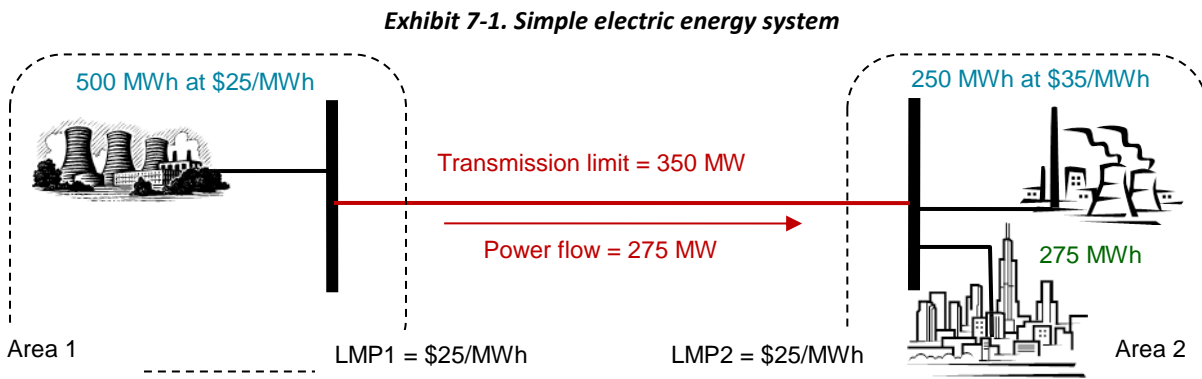 Exhibit 7-1. Simple electric energy system
500 MWh at $25/MWh
250 MWh at $35/MWh
Transmission limit = 350 MW
Power flow = 275 MW
275 MWh
Area 1
LMP1 = $25/MWh
LMP2 = $25/MWh
Area 2